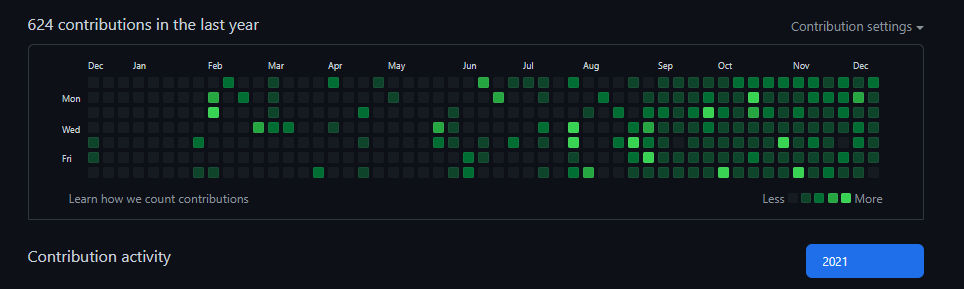 624 contributions in the last year
Contribution settings
Dec Jan Feb Mar Apr May Jun Jul Aug Sep Oct Nov Dec
Mon
Wed
Fri
Learn how we count contributions
Less More
Contribution activity
2021